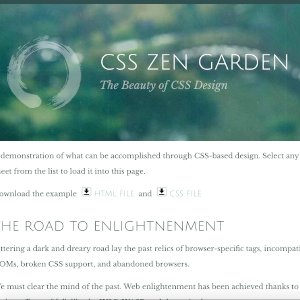 CSS ZEN GARDEN
The Beauty of CSS Design
demonstration of what can be accomplished through CSS-based design. Select any
eet from the list to load it into this page.
ownload the example HTML FILE and CSS FILE
HE ROAD TO ENLIGHTNENMENT
ttering a dark and dreary road lay the past relics of browser-specific tags, incompati
OMs, broken CSS support, and abandoned browsers.
e must clear the mind of the past. Web enlightenment has been achieved thanks to